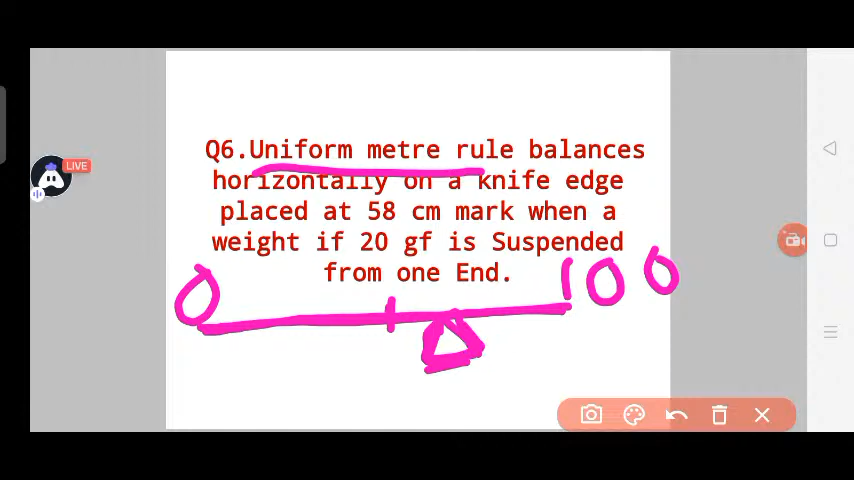 Q6.Uniform metre rule balances
horizontally on a knife edge
placed at 58 cm mark when a
weight if 20 gf is Suspended
from one End.
0 100
LIVE